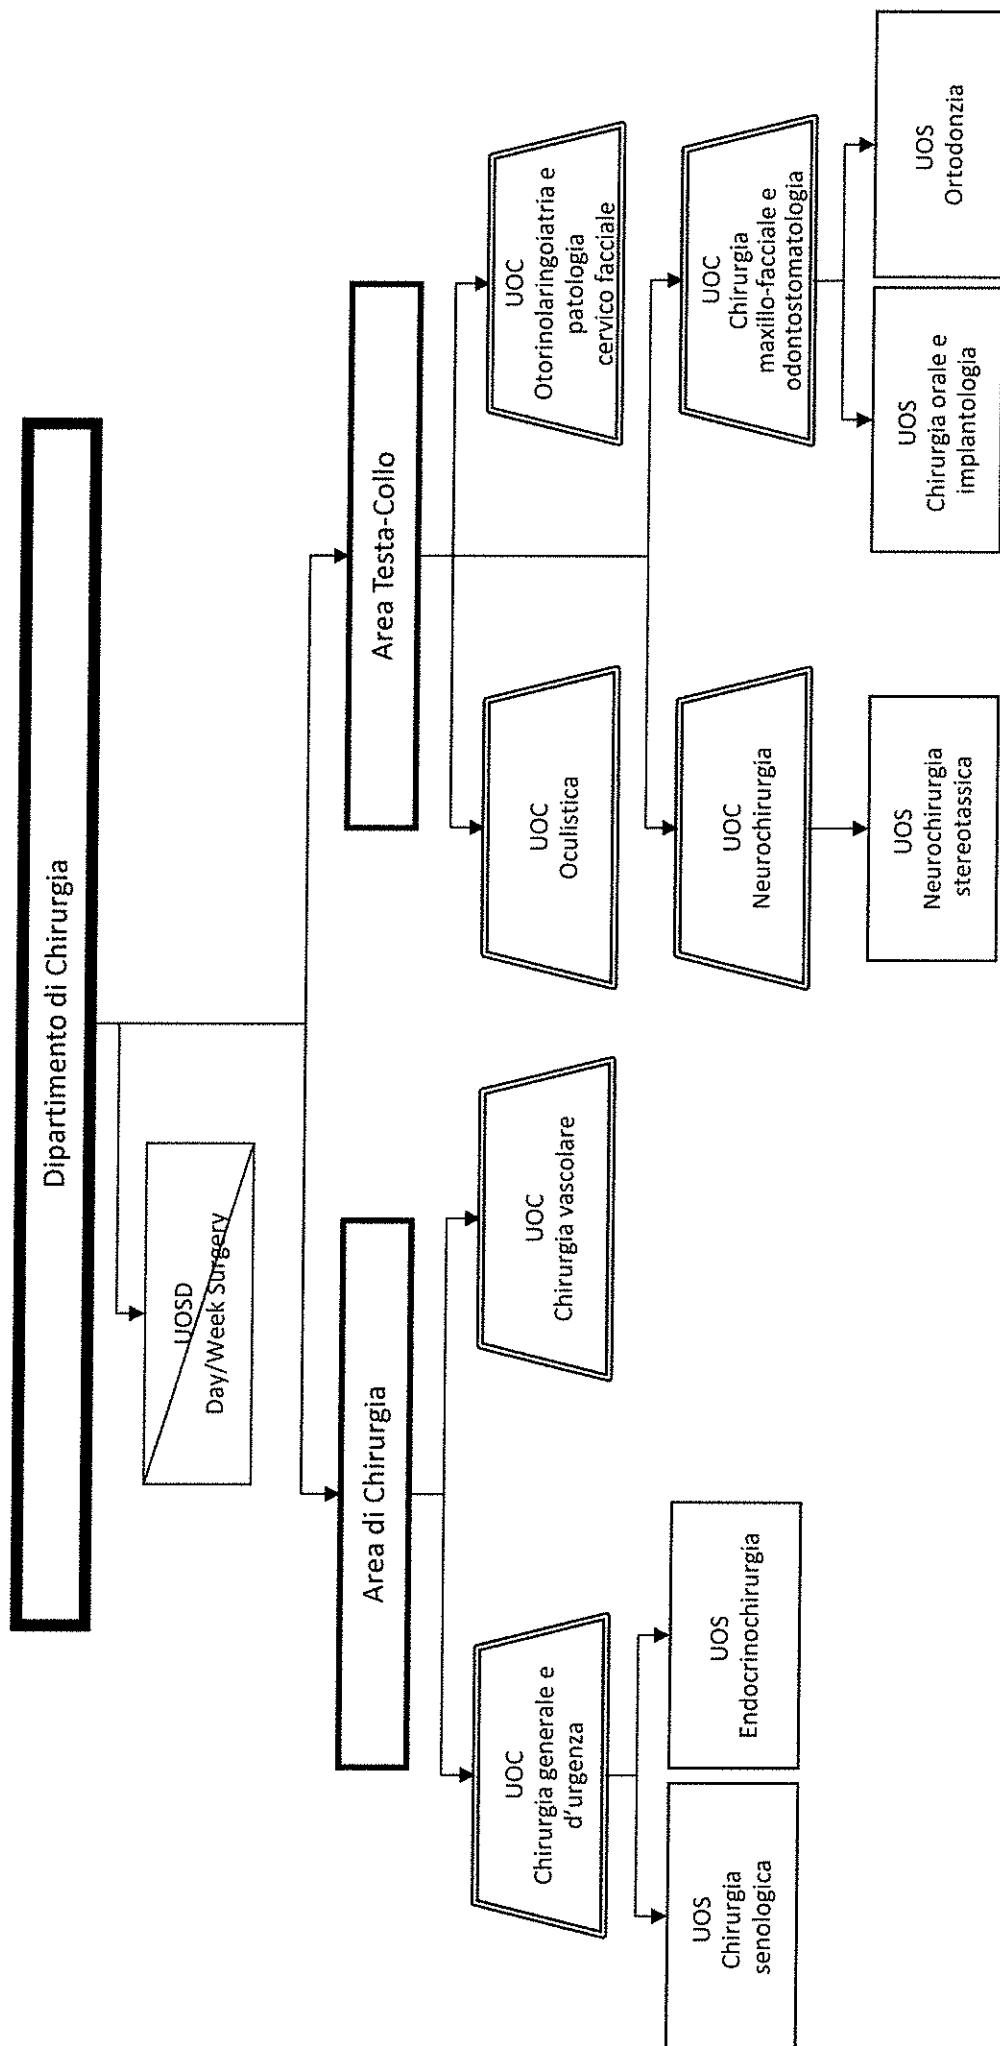 Dipartimento di Chirurgia
UOSD
Day/Week Surgery
Area di Chirurgia
Area Testa-Collo
UOC
Chirurgia generale e
d'urgenza
UOC
Chirurgia vascolare
UOC
Oculistica
UOC
Otorinolaringoiatria e
patologia
cervico facciale
UOS
Chirurgia
senologica
UOS
Endocrinochirurgia
UOC
Neurochirurgia
UOC
Chirurgia
maxillo-facciale e
odontostomatologia
UOS
Neurochirurgia
stereotassica
UOS
Chirurgia orale e
implantologia
UOS
Ortodonzia